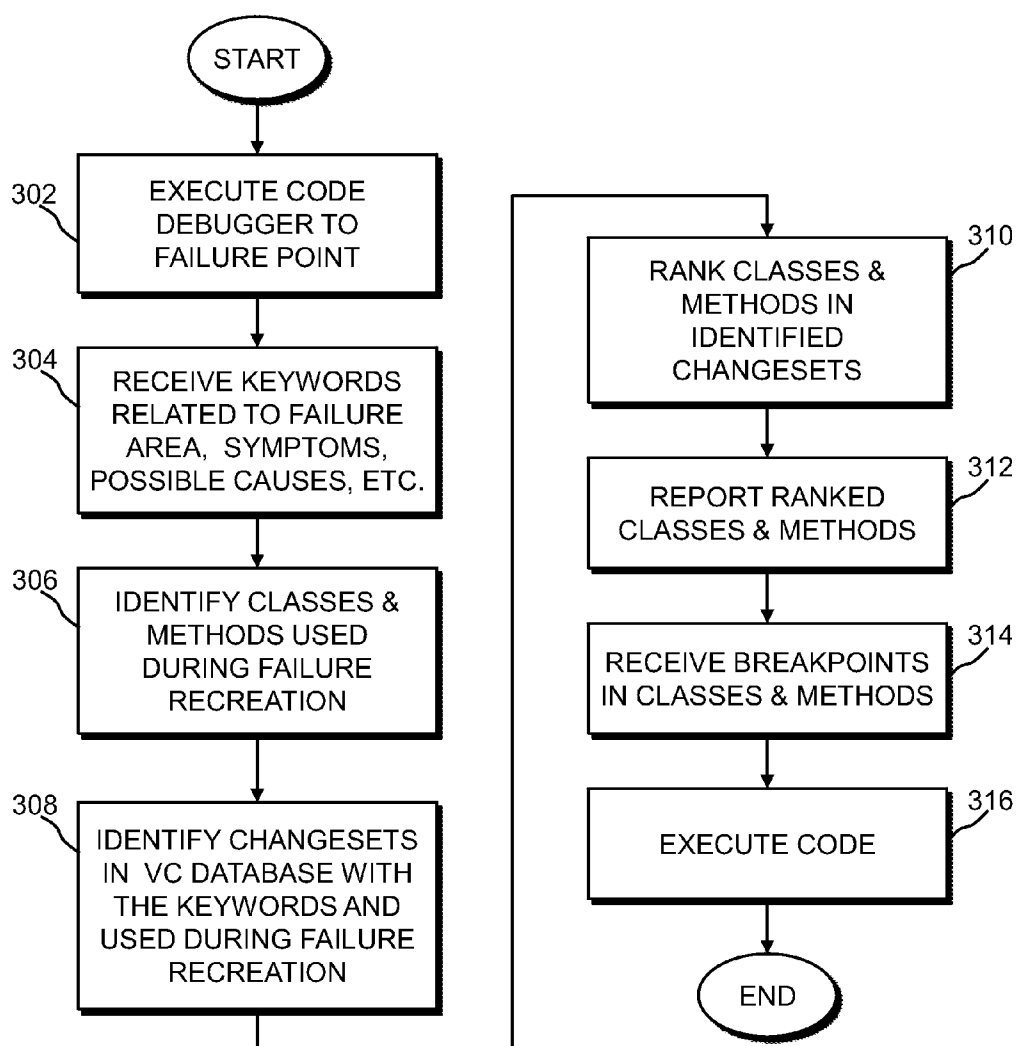 START
302
EXECUTE CODE
DEBUGGER TO
FAILURE POINT
304
RECEIVE KEYWORDS
RELATED TO FAILURE
AREA, SYMPTOMS,
POSSIBLE CAUSES, ETC.
306
IDENTIFY CLASSES &
METHODS USED
DURING FAILURE
RECREATION
308
IDENTIFY CHANGESETS
IN VC DATABASE WITH
THE KEYWORDS AND
USED DURING FAILURE
RECREATION
310
RANK CLASSES &
METHODS IN
IDENTIFIED
CHANGESETS
312
REPORT RANKED
CLASSES & METHODS
314
RECEIVE BREAKPOINTS
IN CLASSES & METHODS
316
EXECUTE CODE
END